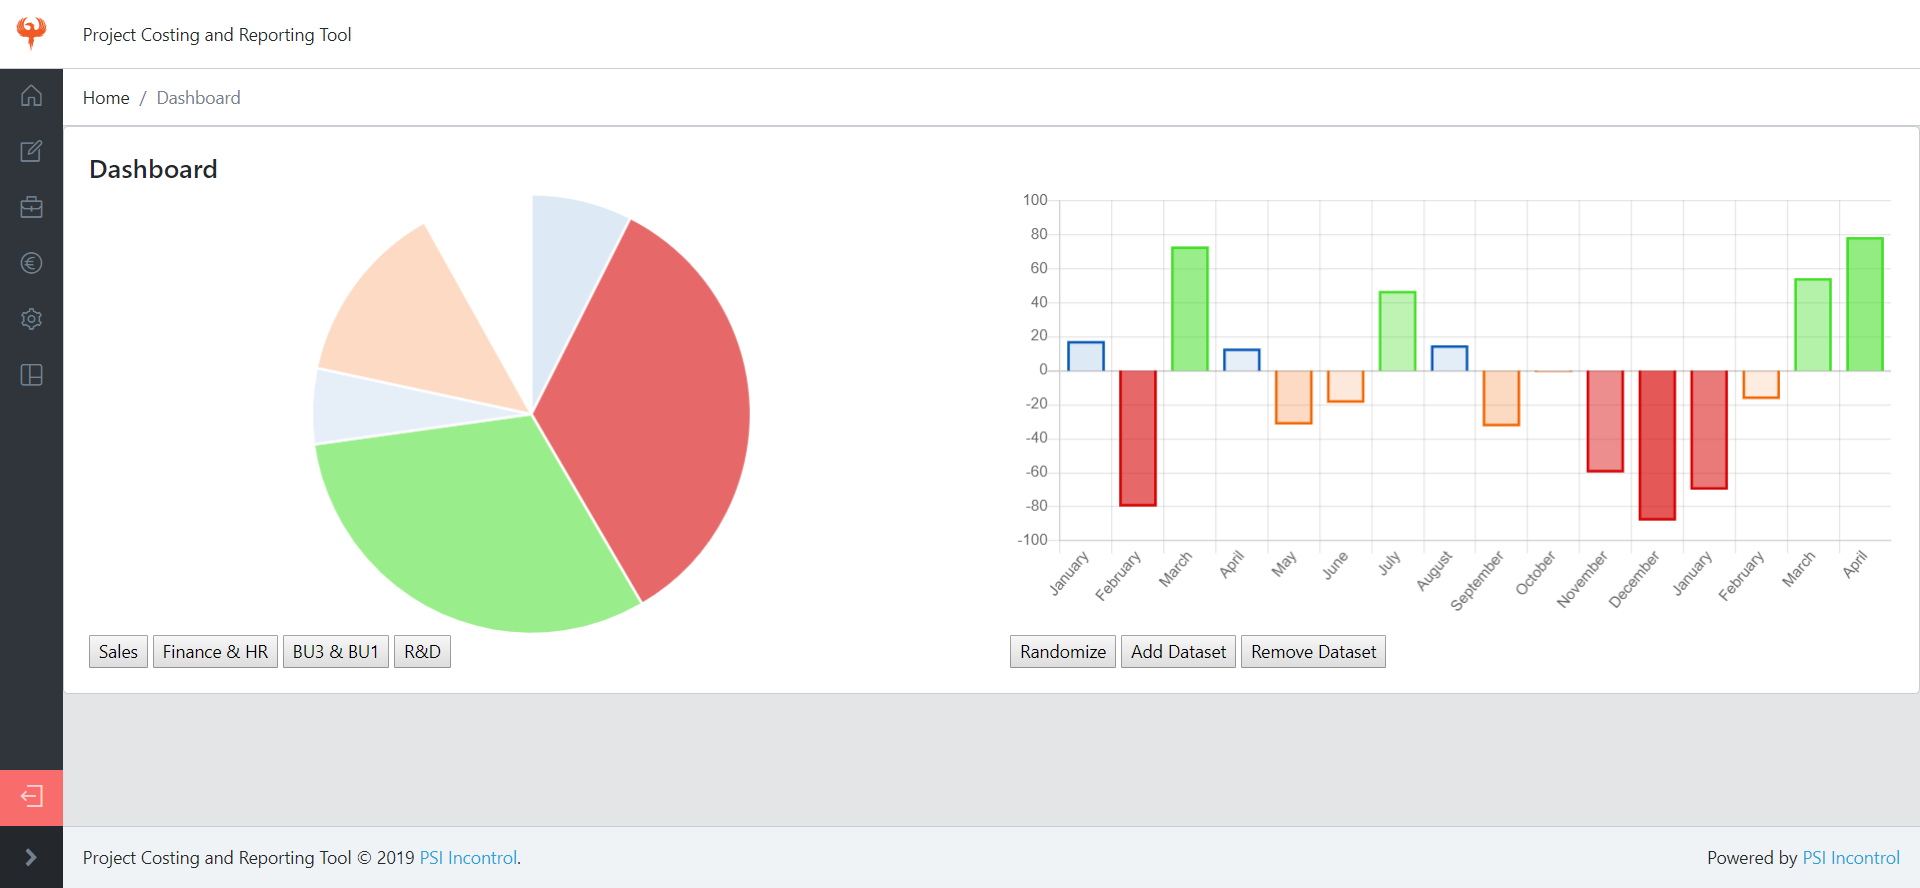 Project Costing and Reporting Tool
Home / Dashboard
Dashboard
100
80
60
40
20
0
-20
-40
-60
-80
-100
January February March April May June July August September October November December January February March April
Sales Finance & HR BU3 & BU1 R&D
Randomize Add Dataset Remove Dataset
Project Costing and Reporting Tool © 2019 PSI Incontrol.
Powered by PSI Incontrol